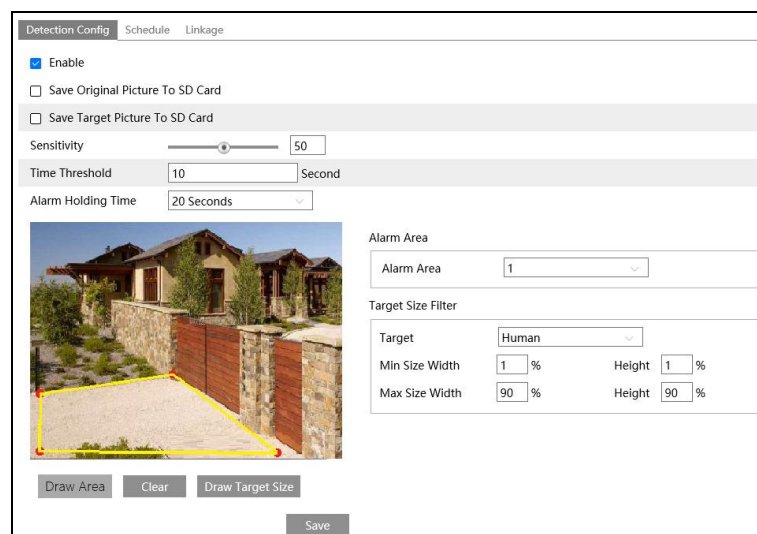 Detection Config Schedule Linkage
Enable
Save Original Picture To SD Card
Save Target Picture To SD Card
Sensitivity 50
Time Threshold 10 Second
Alarm Holding Time 20 Seconds
Alarm Area
Alarm Area 1
Target Size Filter
Target Human
Min Size Width 1 % Height 1 %
Max Size Width 90 % Height 90 %
Draw Area Clear Draw Target Size
Save